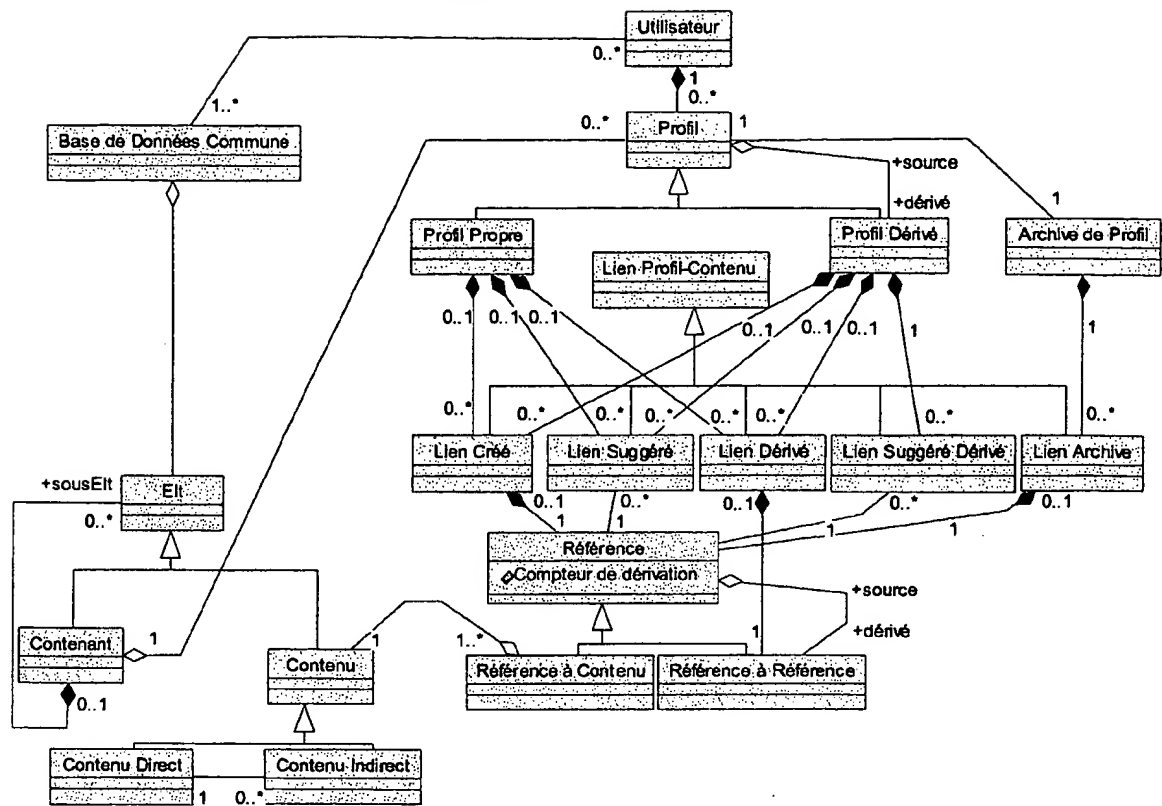 Utilisateur
0..*
1
0..*
1..*
Base de Données Commune
0..*
Profil
1
+source
+dérivé
1
Profil Propre
Profil Dérivé
Archive de Profil
Lien Profil-Contenu
0..1
0..1
0..1
0..1
0..1
0..1
1
1
0..*
0..*
0..*
0..*
0..*
0..*
0..*
Lien Créé
Lien Suggéré
Lien Dérivé
Lien Suggéré Dérivé
Lien Archive
+sousElt
0..*
Elt
0..1
0..*
0..1
0..*
0..1
1
1
1
1
Référence
Compteur de dérivation
+source
+dérivé
Contenant
1
0..1
Contenu
1
1..*
1
Référence à Contenu
Référence à Référence
Contenu Direct
Contenu Indirect
1
0..*